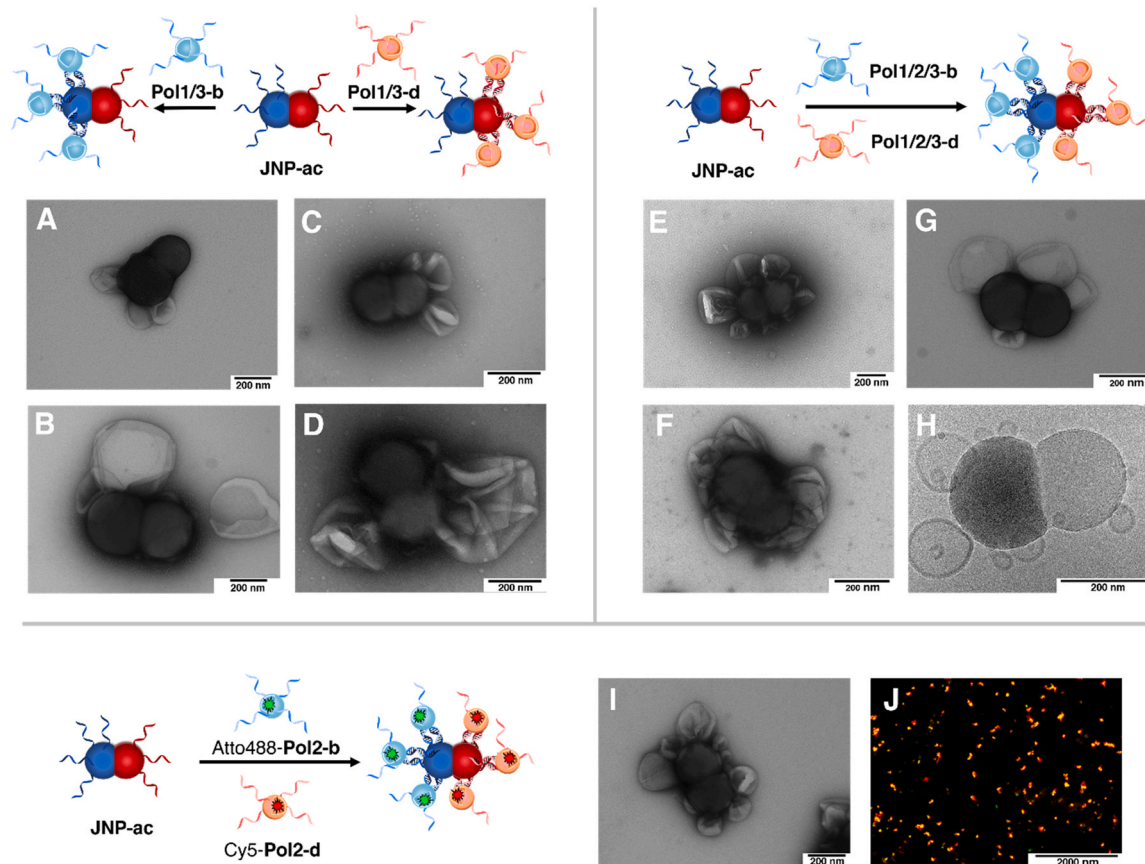 Pol1/3-b
Pol1/3-d
JNP-ac
Pol1/2/3-b
Pol1/2/3-d
JNP-ac
A
200 nm
C
200 nm
E
200 nm
G
200 nm
B
200 nm
D
200 nm
F
200 nm
H
200 nm
Atto488-Pol2-b
JNP-ac
Cy5-Pol2-d
I
200 nm
J
2000 nm